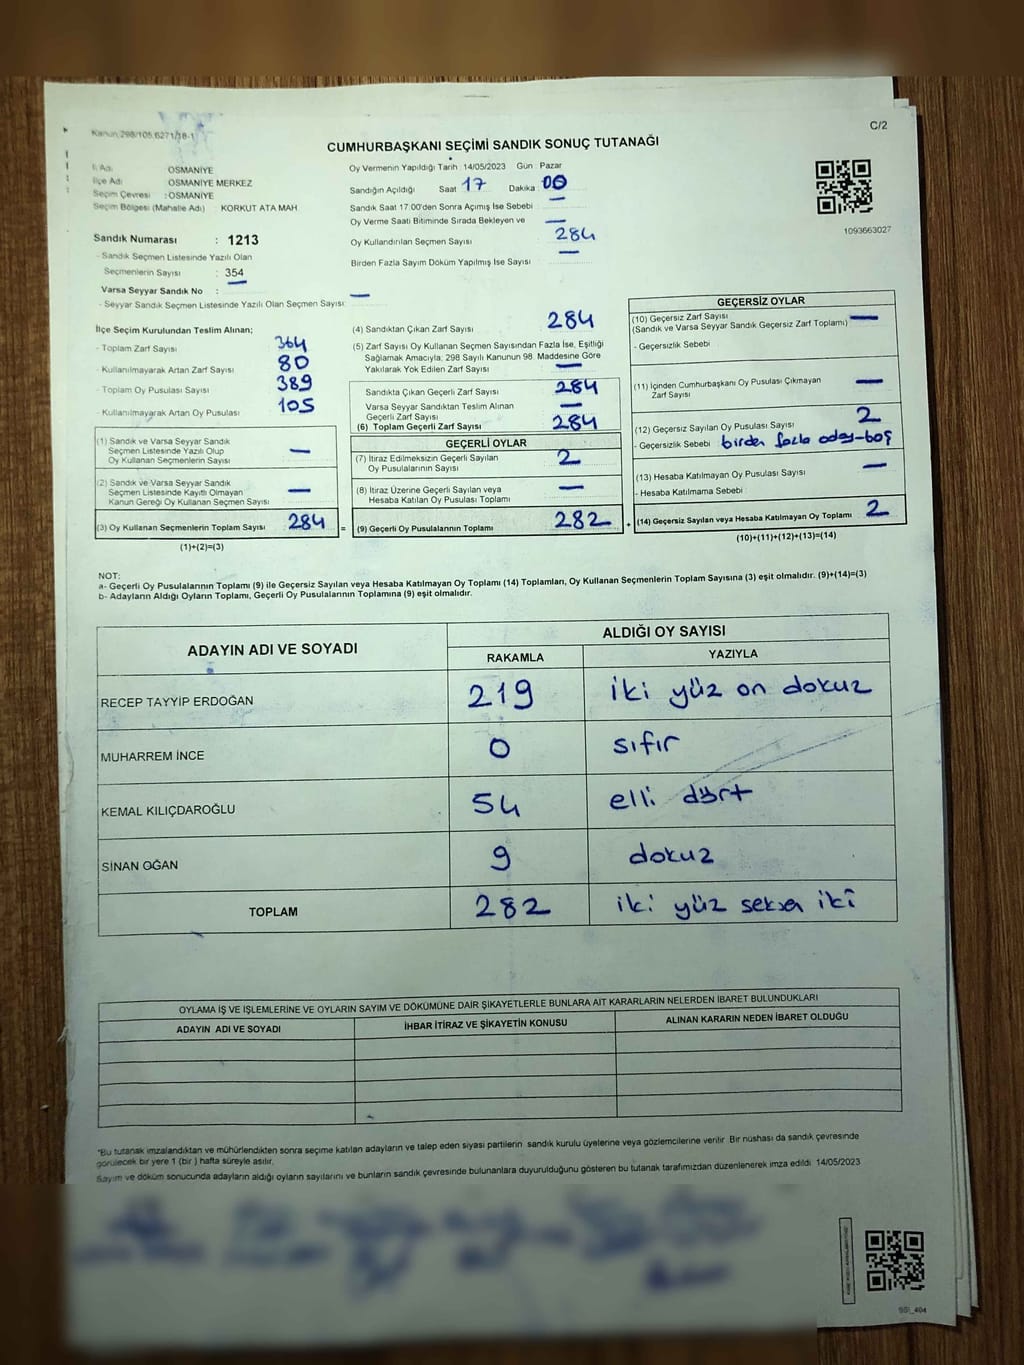 Kanun:298/105,6271/18-1
C/2
CUMHURBAŞKANI SEÇİMİ SANDIK SONUÇ TUTANAĞI
İl Adı OSMANİYE
İlçe Adı OSMANİYE MERKEZ
Seçim Çevresi : OSMANİYE
Seçim Bölgesi (Mahalle Adı) : KORKUT ATA MAH.
Oy Vermenin Yapıldığı Tarih 14/05/2023 Gün : Pazar
Sandığın Açıldığı Saat 17 Dakika 00
Sandık Saat 17:00'den Sonra Açımış İse Sebebi
Oy Verme Saati Bitiminde Sırada Bekleyen ve —
Oy Kullandırılan Seçmen Sayısı 284
Birden Fazla Sayım Döküm Yapılmış İse Sayısı —
1093663027
Sandık Numarası : 1213
- Sandık Seçmen Listesinde Yazılı Olan
Seçmenlerin Sayısı : 354
Varsa Seyyar Sandık No : —
- Seyyar Sandık Seçmen Listesinde Yazılı Olan Seçmen Sayısı: —
İlçe Seçim Kurulundan Teslim Alınan;
- Toplam Zarf Sayısı 364
- Kullanılmayarak Artan Zarf Sayısı 80
- Toplam Oy Pusulası Sayısı 389
- Kullanılmayarak Artan Oy Pusulası 105
(1) Sandık ve Varsa Seyyar Sandık
Seçmen Listesinde Yazılı Olup
Oy Kullanan Seçmenlerin Sayısı —
(2) Sandık ve Varsa Seyyar Sandık
Seçmen Listesinde Kayıtlı Olmayan
Kanun Gereği Oy Kullanan Seçmen Sayısı —
(3) Oy Kullanan Seçmenlerin Toplam Sayısı 284 =
(1)+(2)=(3)
(4) Sandıktan Çıkan Zarf Sayısı 284
(5) Zarf Sayısı Oy Kullanan Seçmen Sayısından Fazla İse, Eşitliği
Sağlamak Amacıyla; 298 Sayılı Kanunun 98. Maddesine Göre
Yakılarak Yok Edilen Zarf Sayısı —
Sandıkta Çıkan Geçerli Zarf Sayısı 284
Varsa Seyyar Sandıktan Teslim Alınan
Geçerli Zarf Sayısı —
(6) Toplam Geçerli Zarf Sayısı 284
GEÇERLİ OYLAR
(7) İtiraz Edilmeksizin Geçerli Sayılan
Oy Pusulalarının Sayısı 2
(8) İtiraz Üzerine Geçerli Sayılan veya
Hesaba Katılan Oy Pusulası Toplamı —
(9) Geçerli Oy Pusulalarının Toplamı 282 +
GEÇERSİZ OYLAR
(10) Geçersiz Zarf Sayısı
(Sandık ve Varsa Seyyar Sandık Geçersiz Zarf Toplamı) —
- Geçersizlik Sebebi
(11) İçinden Cumhurbaşkanı Oy Pusulası Çıkmayan
Zarf Sayısı —
(12) Geçersiz Sayılan Oy Pusulası Sayısı 2
- Geçersizlik Sebebi birden fazla aday-boş
(13) Hesaba Katılmayan Oy Pusulası Sayısı —
- Hesaba Katılmama Sebebi
(14) Geçersiz Sayılan veya Hesaba Katılmayan Oy Toplamı 2
(10)+(11)+(12)+(13)=(14)
NOT:
a- Geçerli Oy Pusulalarının Toplamı (9) ile Geçersiz Sayılan veya Hesaba Katılmayan Oy Toplamı (14) Toplamları, Oy Kullanan Seçmenlerin Toplam Sayısına (3) eşit olmalıdır. (9)+(14)=(3)
b- Adayların Aldığı Oyların Toplamı, Geçerli Oy Pusulalarının Toplamına (9) eşit olmalıdır.
ADAYIN ADI VE SOYADI ALDIĞI OY SAYISI
RAKAMLA YAZIYLA
RECEP TAYYİP ERDOĞAN 219 iki yüz on dokuz
MUHARREM İNCE 0 sıfır
KEMAL KILIÇDAROĞLU 54 elli dört
SİNAN OĞAN 9 dokuz
TOPLAM 282 iki yüz seksen iki
OYLAMA İŞ VE İŞLEMLERİNE VE OYLARIN SAYIM VE DÖKÜMÜNE DAİR ŞİKAYETLERLE BUNLARA AİT KARARLARIN NELERDEN İBARET BULUNDUKLARI
ADAYIN ADI VE SOYADI İHBAR İTİRAZ VE ŞİKAYETİN KONUSU ALINAN KARARIN NEDEN İBARET OLDUĞU
*Bu tutanak imzalandıktan ve mühürlendikten sonra seçime katılan adayların ve talep eden siyasi partilerin sandık kurulu üyelerine veya gözlemcilerine verilir Bir nüshası da sandık çevresinde
görülecek bir yere 1 (bir ) hafta süreyle asılır.
Sayım ve döküm sonucunda adayların aldığı oyların sayılarını ve bunların sandık çevresinde bulunanlara duyurulduğunu gösteren bu tutanak tarafımızdan düzenlenerek imza edildi 14/05/2023
SSI_404